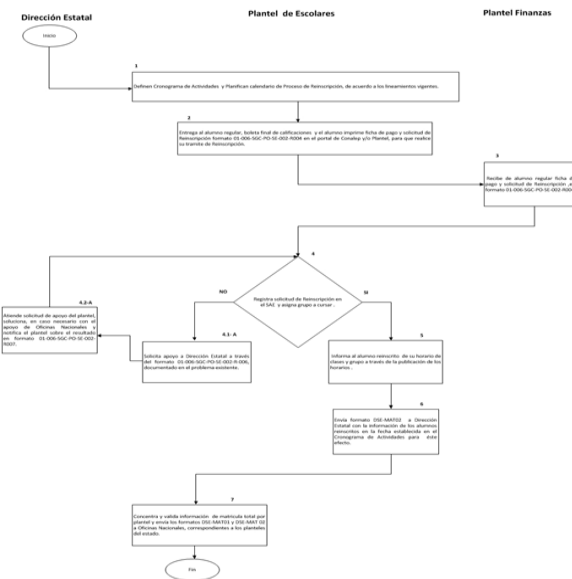 Dirección Estatal
Plantel de Escolares
Plantel Finanzas
Inicio
1
Definen Cronograma de Actividades y Planifican calendario de Proceso de Reinscripción, de acuerdo a los lineamientos vigentes.
2
Entrega al alumno regular, boleta final de calificaciones y el alumno imprime ficha de pago y solicitud de
Reinscripción formato 01-006-SGC-PO-SE-002-R004 en el portal de Conalep y/o Plantel, para que realice
su tramite de Reinscripción.
3
Recibe de alumno regular ficha d
pago y solicitud de Reinscripción ,e
formato 01-006-SGC-PO-SE-002-R00
4
NO
SI
Registra solicitud de Reinscripción en
el SAE y asigna grupo a cursar .
4.2-A
Atiende solicitud de apoyo del plantel,
soluciona, en caso necesario con el
apoyo de Oficinas Nacionales y
notifica el plantel sobre el resultado
en formato 01-006-SGC-PO-SE-002-
R007.
4.1- A
Solicita apoyo a Dirección Estatal a través
del formato 01-006-SGC-PO-SE-002-R-006,
documentado en el problema existente.
5
Informa al alumno reinscrito de su horario de
clases y grupo a través de la publicación de los
horarios .
6
Envía formato DSE-MAT02 a Dirección
Estatal con la información de los alumnos
reinscritos en la fecha establecida en el
Cronograma de Actividades para éste
efecto.
7
Concentra y valida información de matricula total por
plantel y envía los formatos DSE-MAT01 y DSE-MAT 02
a Oficinas Nacionales, correspondientes a los planteles
del estado.
Fin